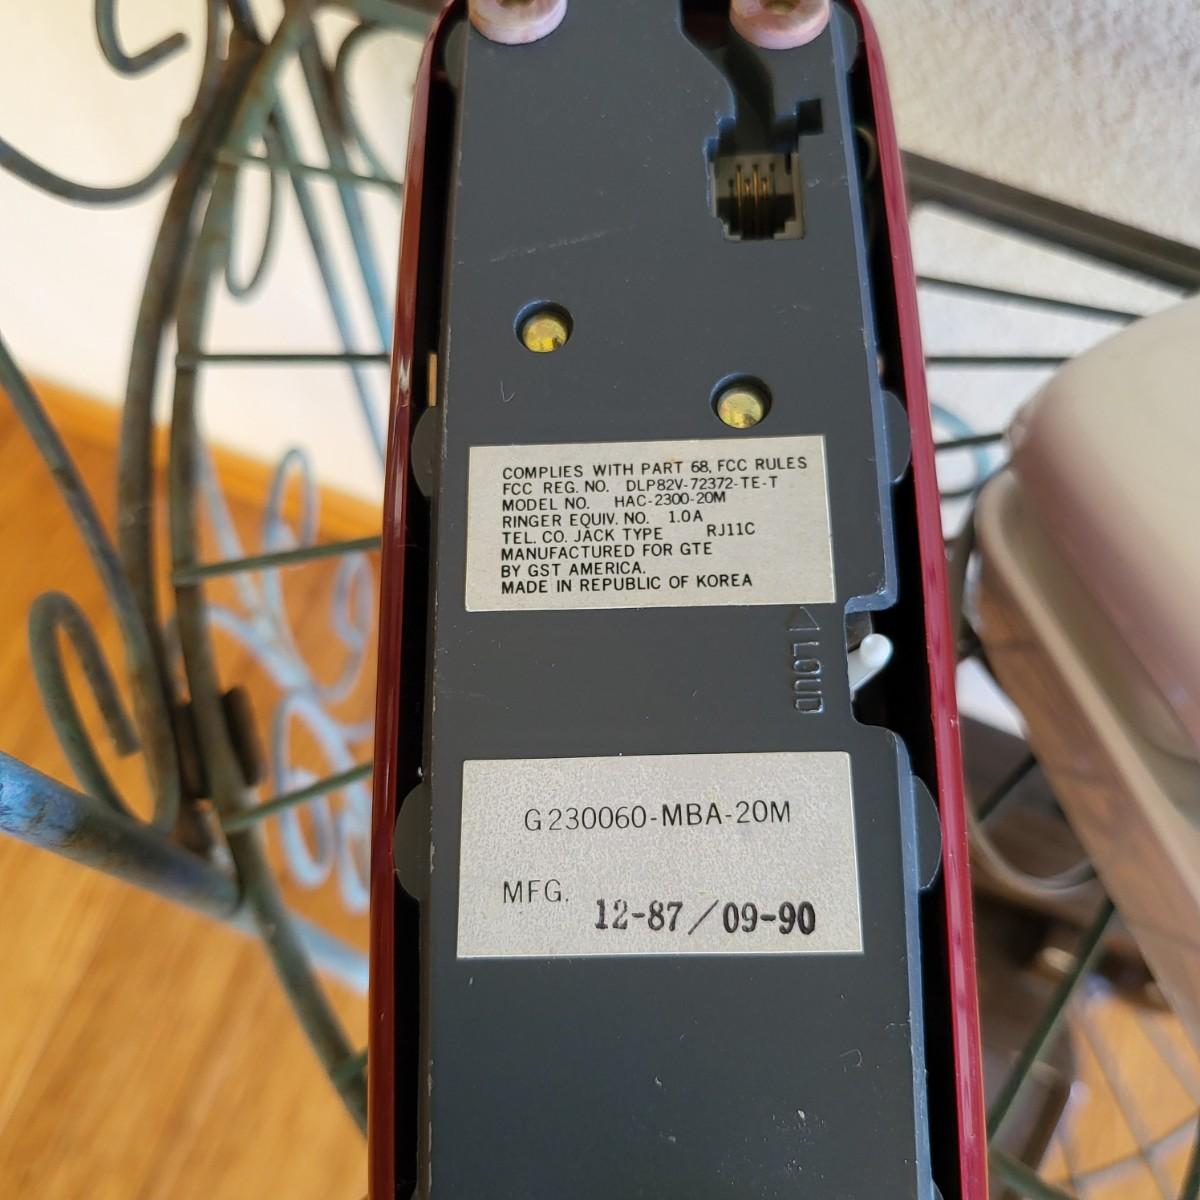 COMPLIES WITH PART 68, FCC RULES
FCC REG. NO. DLP82V-72372-TE-T
MODEL NO. HAC-2300-20M
RINGER EQUIV. NO. 1.0A
TEL. CO. JACK TYPE RJ11C
MANUFACTURED FOR GTE
BY GST AMERICA.
MADE IN REPUBLIC OF KOREA
LOUD
G230060-MBA-20M
MFG. 12-87/09-90